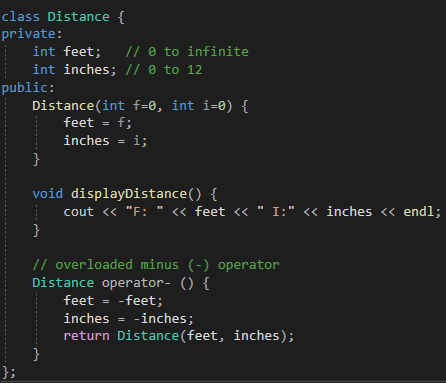 class Distance {
private:
    int feet;   // 0 to infinite
    int inches; // 0 to 12
public:
    Distance(int f=0, int i=0) {
        feet = f;
        inches = i;
    }

    void displayDistance() {
        cout << "F: " << feet << " I:" << inches << endl;
    }

    // overloaded minus (-) operator
    Distance operator- () {
        feet = -feet;
        inches = -inches;
        return Distance(feet, inches);
    }
};